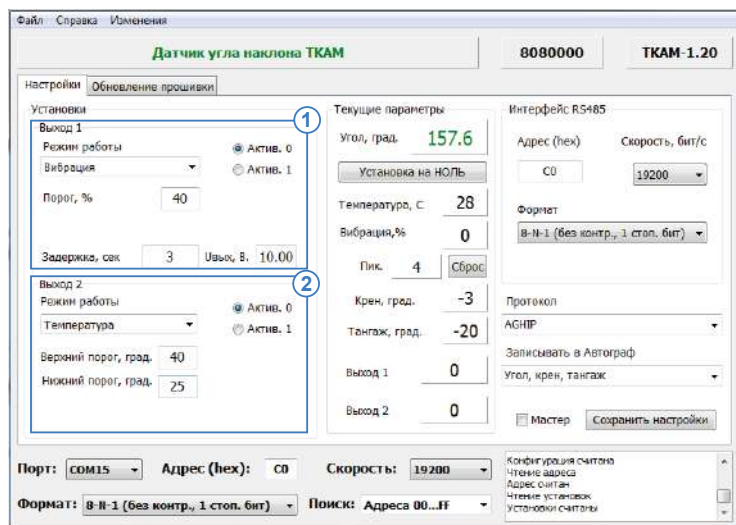 Файл Справка Изменения
Датчик угла наклона ТКАМ
8080000
ТКАМ-1.20
Настройки Обновление прошивки
Установки
Выход 1
1
Режим работы
Актив. 0
Вибрация
Актив. 1
Порог, % 40
Задержка, сек 3 Uвых, В. 10.00
Выход 2
2
Режим работы
Актив. 0
Температура
Актив. 1
Верхний порог, град. 40
Нижний порог, град. 25
Текущие параметры
Угол, град. 157.6
Установка на НОЛЬ
Температура, С 28
Вибрация,% 0
Пик. 4 Сброс
Крен, град. -3
Тангаж, град. -20
Выход 1 0
Выход 2 0
Интерфейс RS485
Адрес (hex) Скорость, бит/с
C0 19200
Формат
8-N-1 (без контр., 1 стоп. бит)
Протокол
AGHIP
Записывать в Автограф
Угол, крен, тангаж
Мастер Сохранить настройки
Порт: COM15 Адрес (hex): C0 Скорость: 19200
Формат: 8-N-1 (без контр., 1 стоп. бит) Поиск: Адреса 00...FF
Конфигурация считана
Чтение адреса
Адрес считан
Чтение установок
Установки считаны